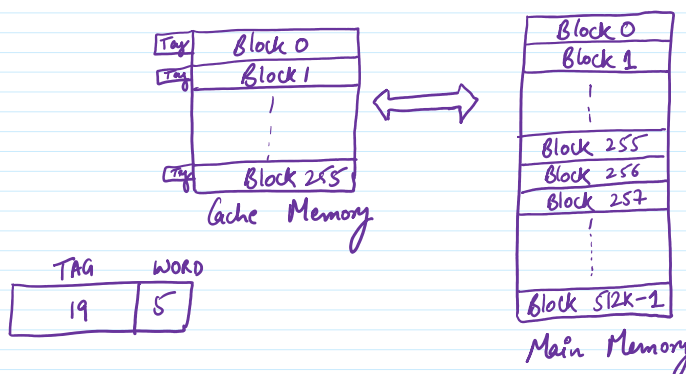 Tag Block 0
Tag Block 1
Tag Block 255
Cache Memory
TAG WORD
19 5
Block 0
Block 1
Block 255
Block 256
Block 257
Block 512K-1
Main Memory